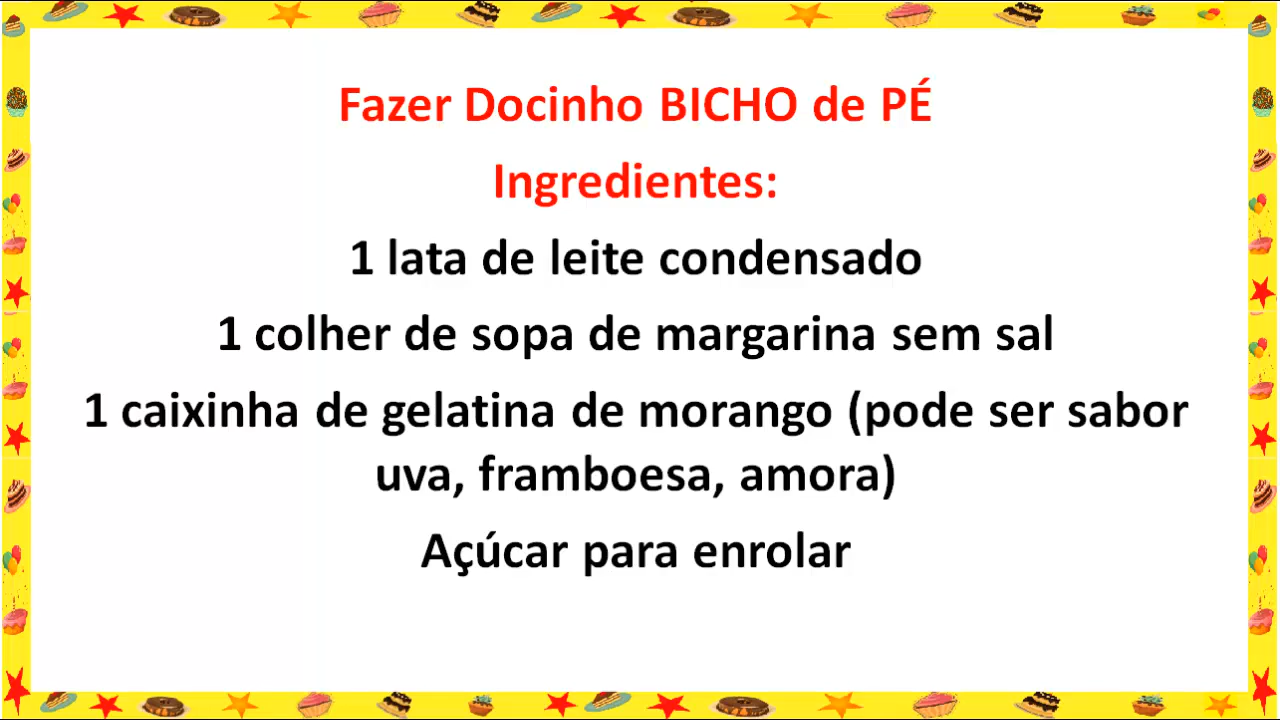 Fazer Docinho BICHO de PÉ
Ingredientes:
1 lata de leite condensado
1 colher de sopa de margarina sem sal
1 caixinha de gelatina de morango (pode ser sabor
uva, framboesa, amora)
Açúcar para enrolar